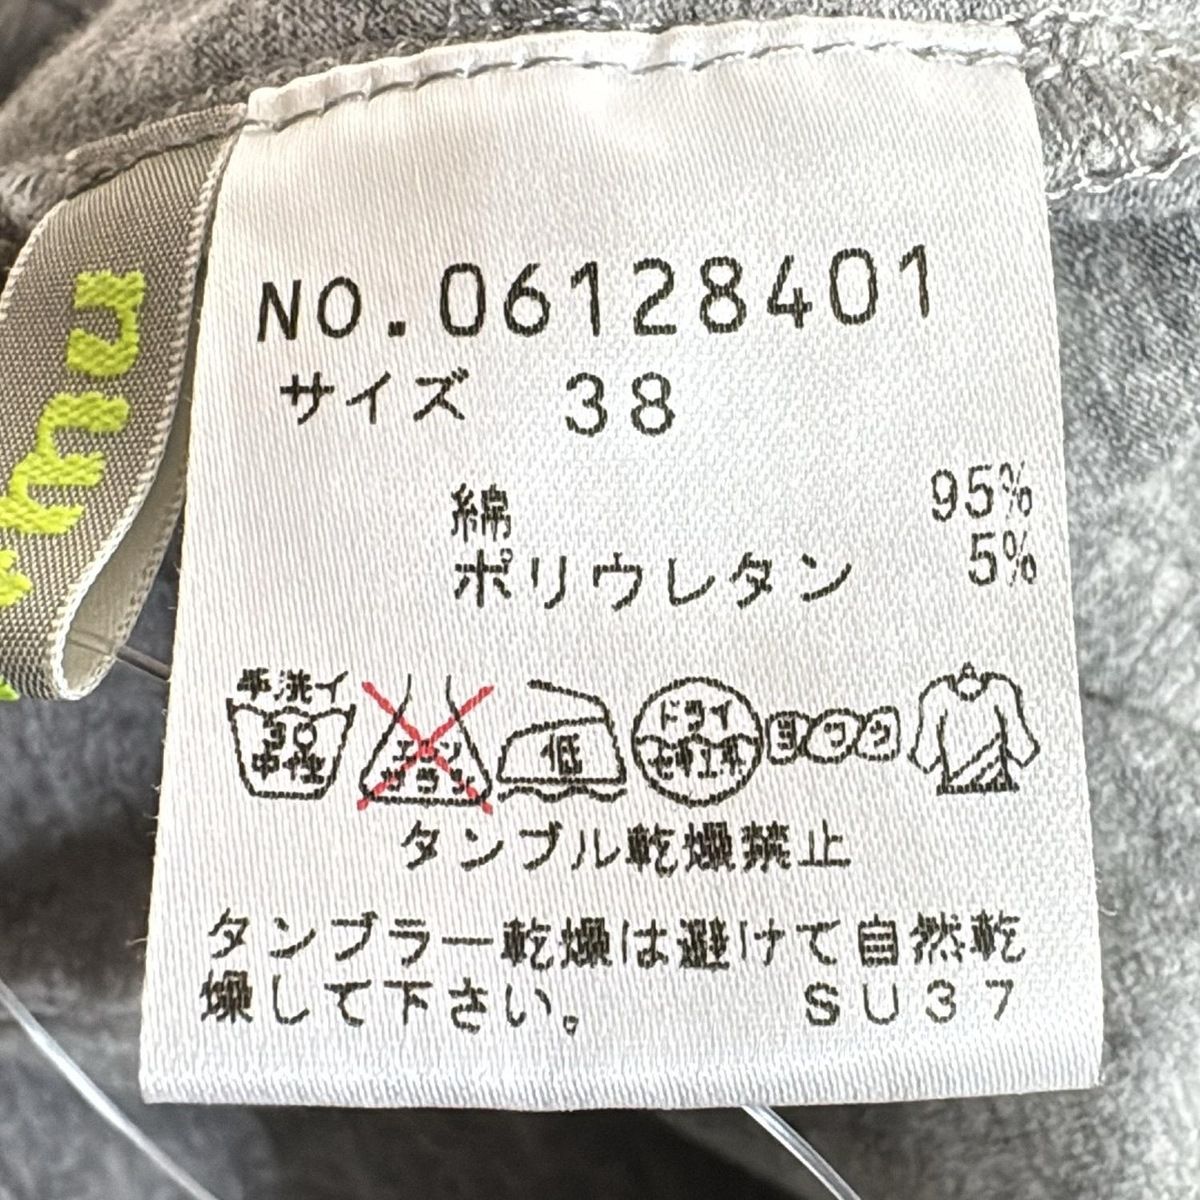 NO.06128401
サイズ 38
綿 95%
ポリウレタン 5%
手洗イ
30
中性
エンソ
サラシ
低
ドライ
セキユ系
ヨワク
タンブル乾燥禁止
タンブラー乾燥は避けて自然乾
燥して下さい。 SU37